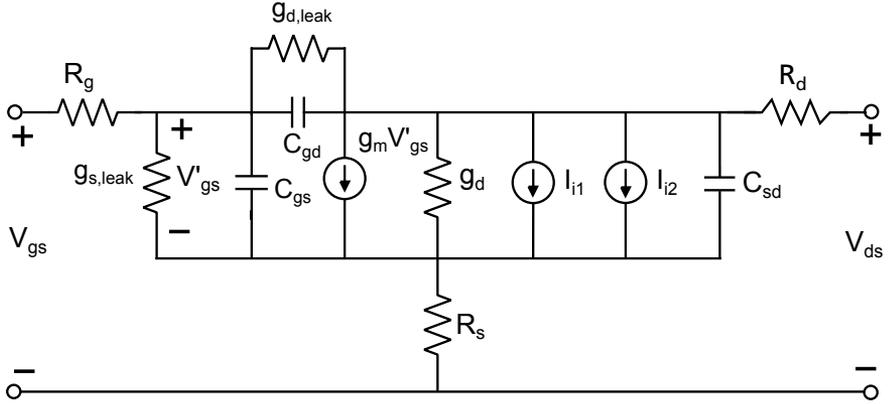 g_d,leak
R_g
R_d
+
+
C_gd
g_mV'_gs
+
g_s,leak
V'_gs
C_gs
g_d
I_i1
I_i2
C_sd
−
V_gs
V_ds
R_s
−
−